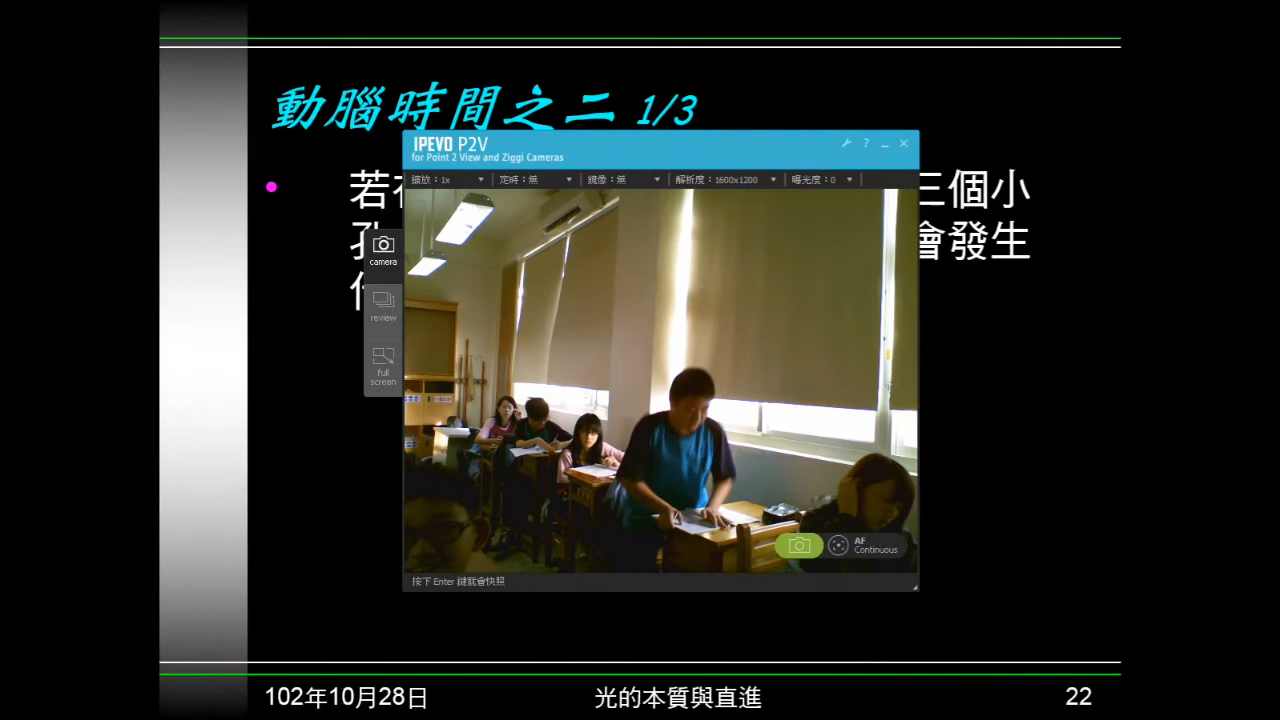 動腦時間之二 1/3
IPEVO P2V
for Point 2 View and Ziggi Cameras
縮放：1x 定時：無 鏡像：無 解析度：1600x1200 曝光度：0
若 三個小
會發生
camera
review
full
screen
AF
Continuous
按下 Enter 鍵就會快照
102年10月28日 光的本質與直進 22